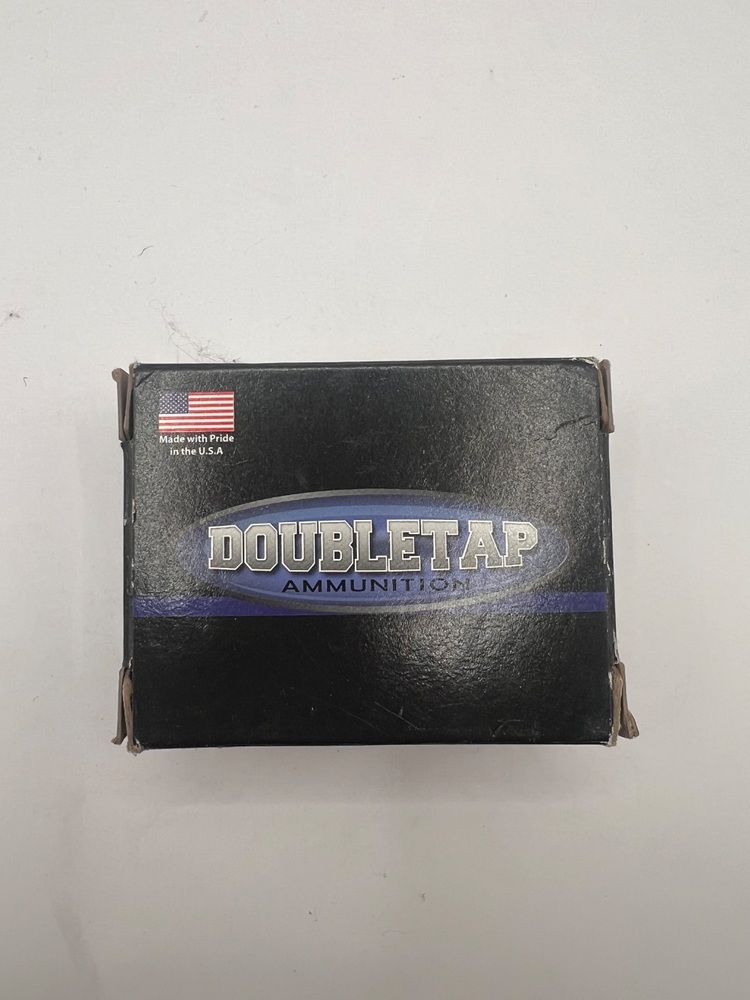 Made with Pride
in the U.S.A
DOUBLETAP
AMMUNITION